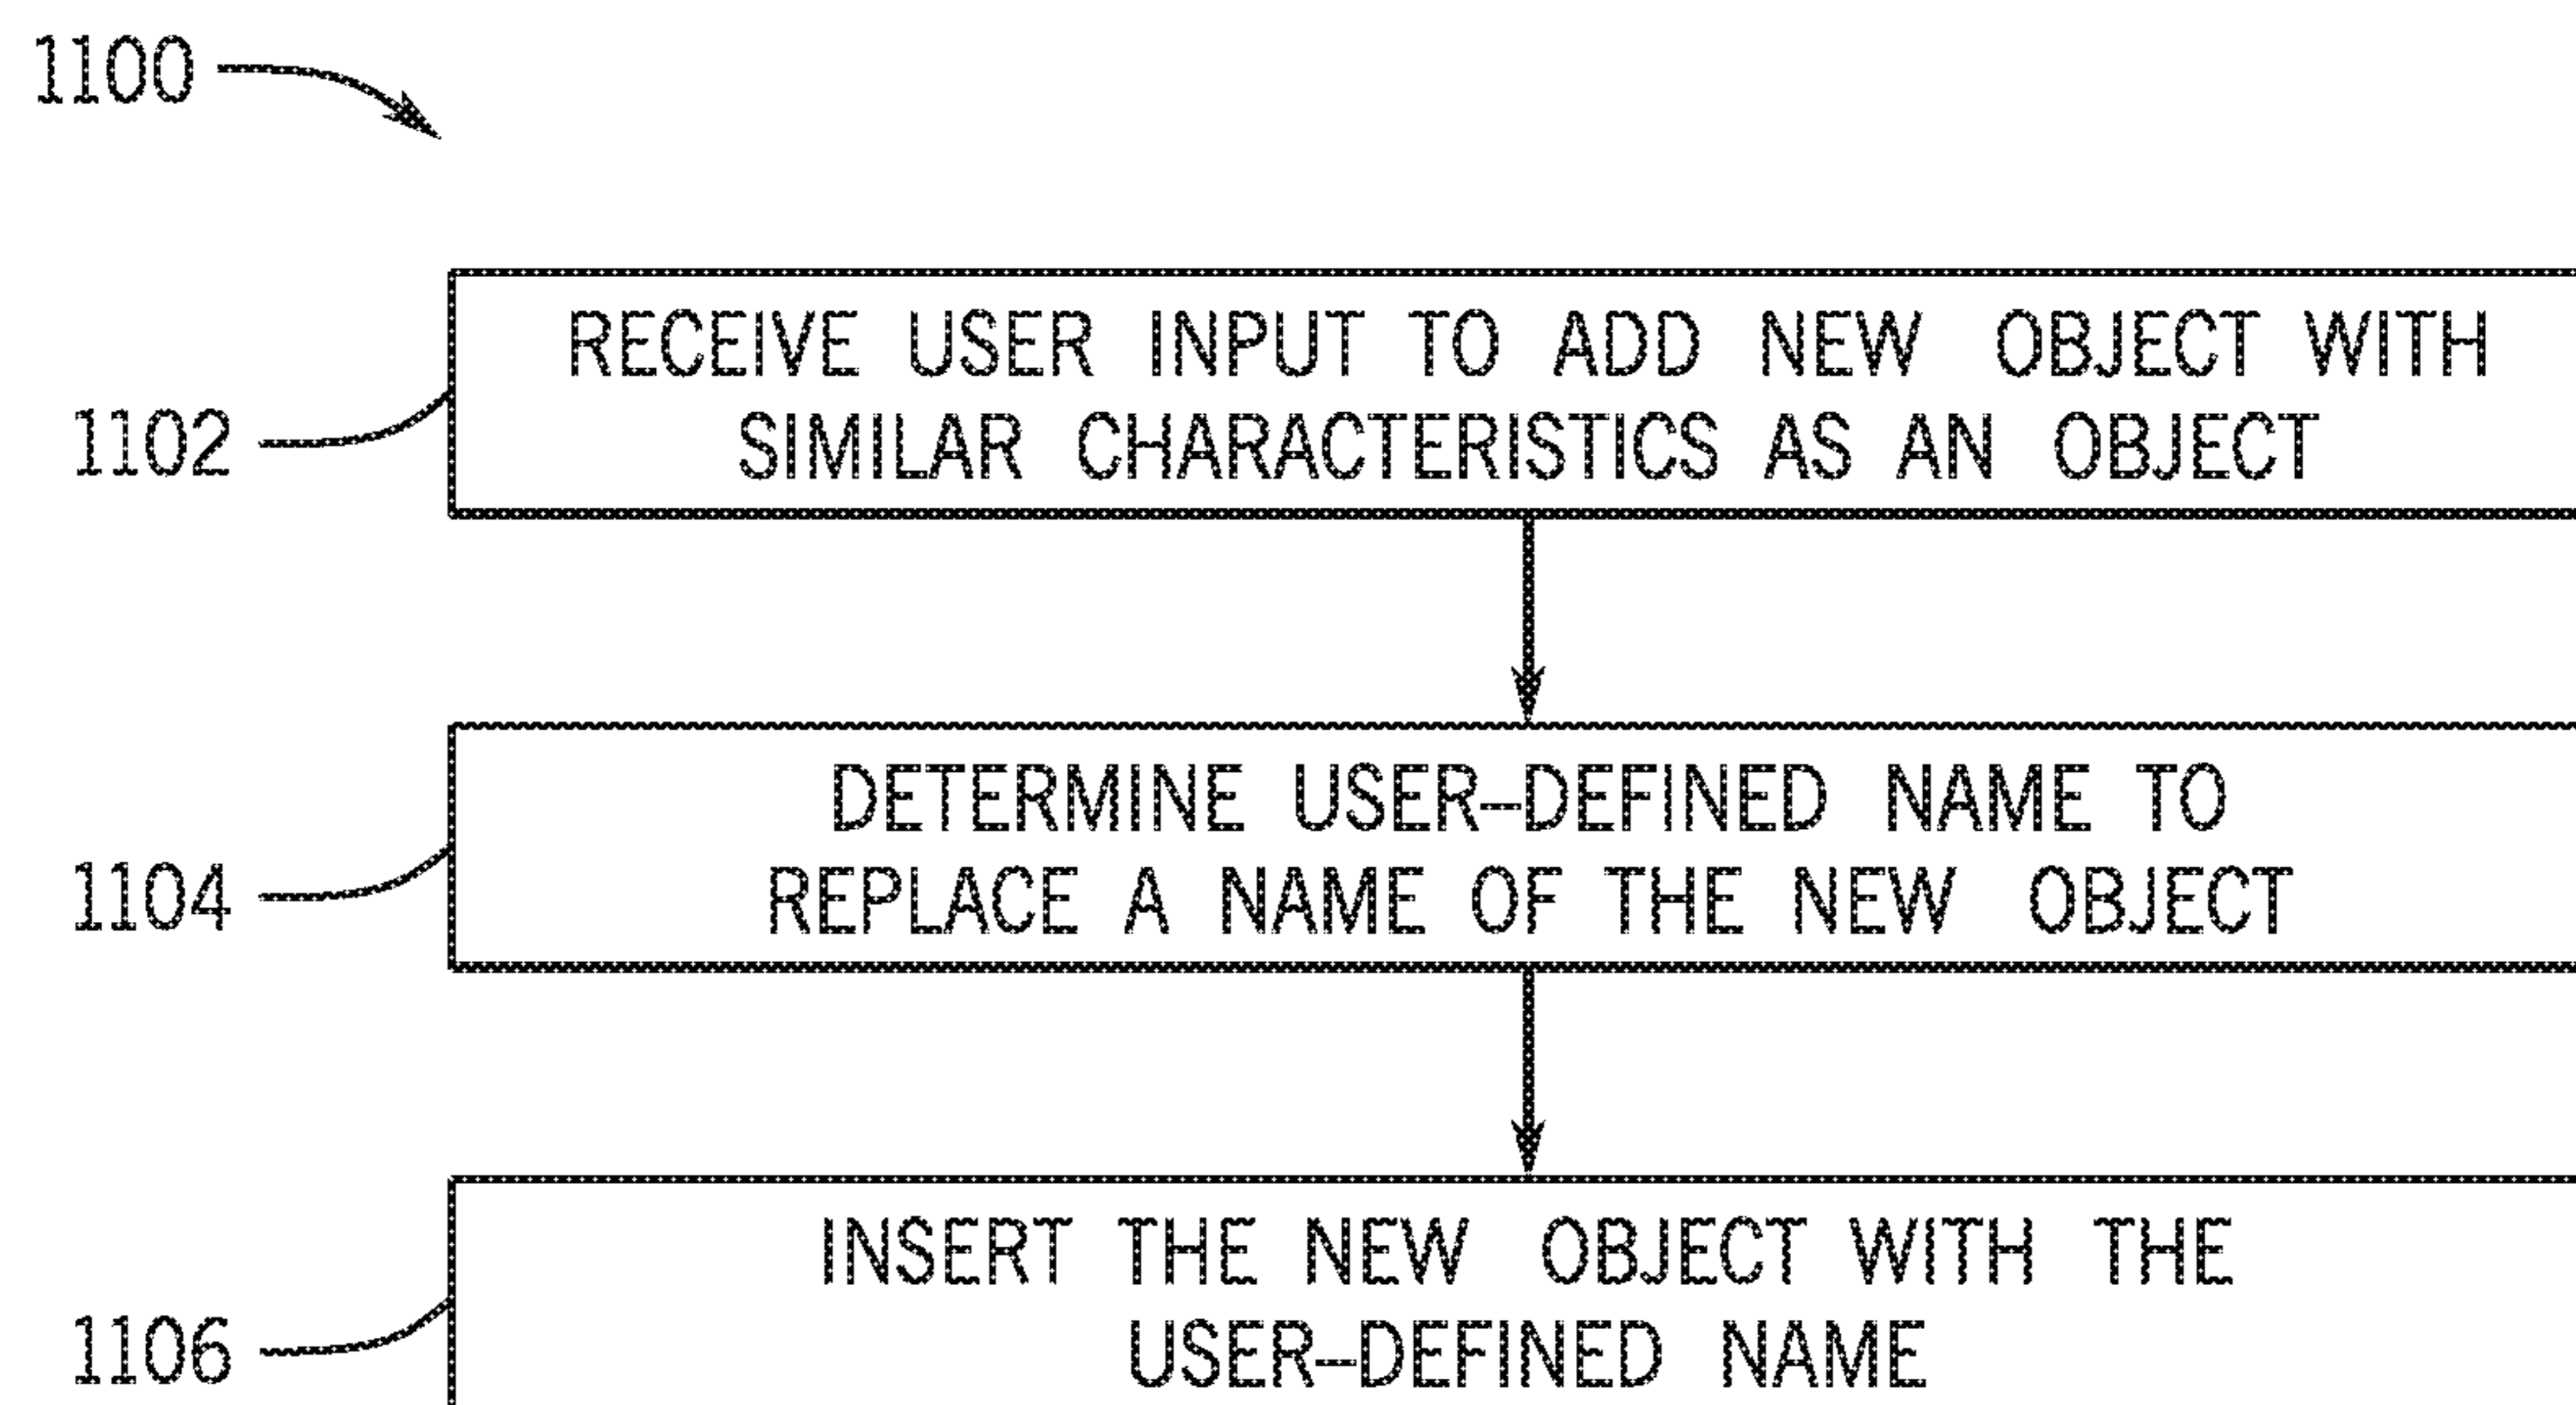 1100
RECEIVE USER INPUT TO ADD NEW OBJECT WITH
SIMILAR CHARACTERISTICS AS AN OBJECT
1102
DETERMINE USER-DEFINED NAME TO
REPLACE A NAME OF THE NEW OBJECT
1104
INSERT THE NEW OBJECT WITH THE
USER-DEFINED NAME
1106